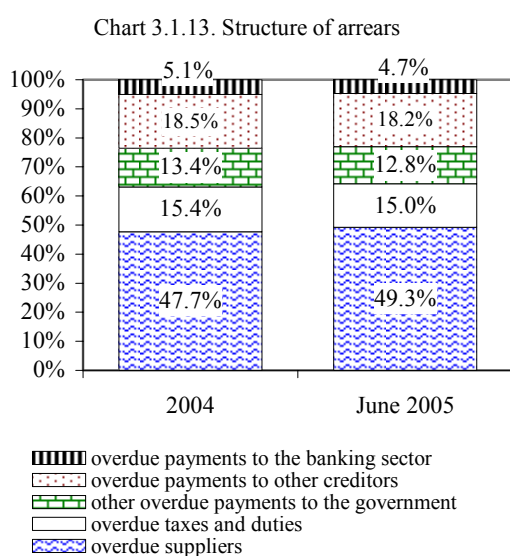 Chart 3.1.13. Structure of arrears
5.1% 4.7%
100%
90%
18.5% 18.2%
80%
70%
13.4% 12.8%
60%
15.4% 15.0%
50%
40%
30%
47.7% 49.3%
20%
10%
0%
2004 June 2005
overdue payments to the banking sector
overdue payments to other creditors
other overdue payments to the government
overdue taxes and duties
overdue suppliers